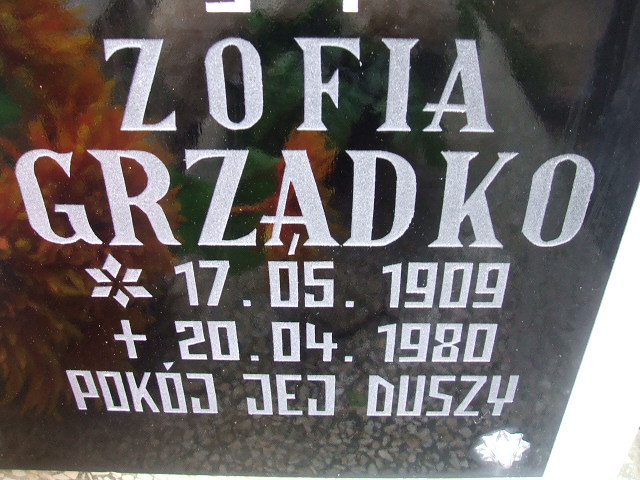 ZOFIA
GRZĄDKO
* 17.05.1909
+ 20.04.1980
POKÓJ JEJ DUSZY